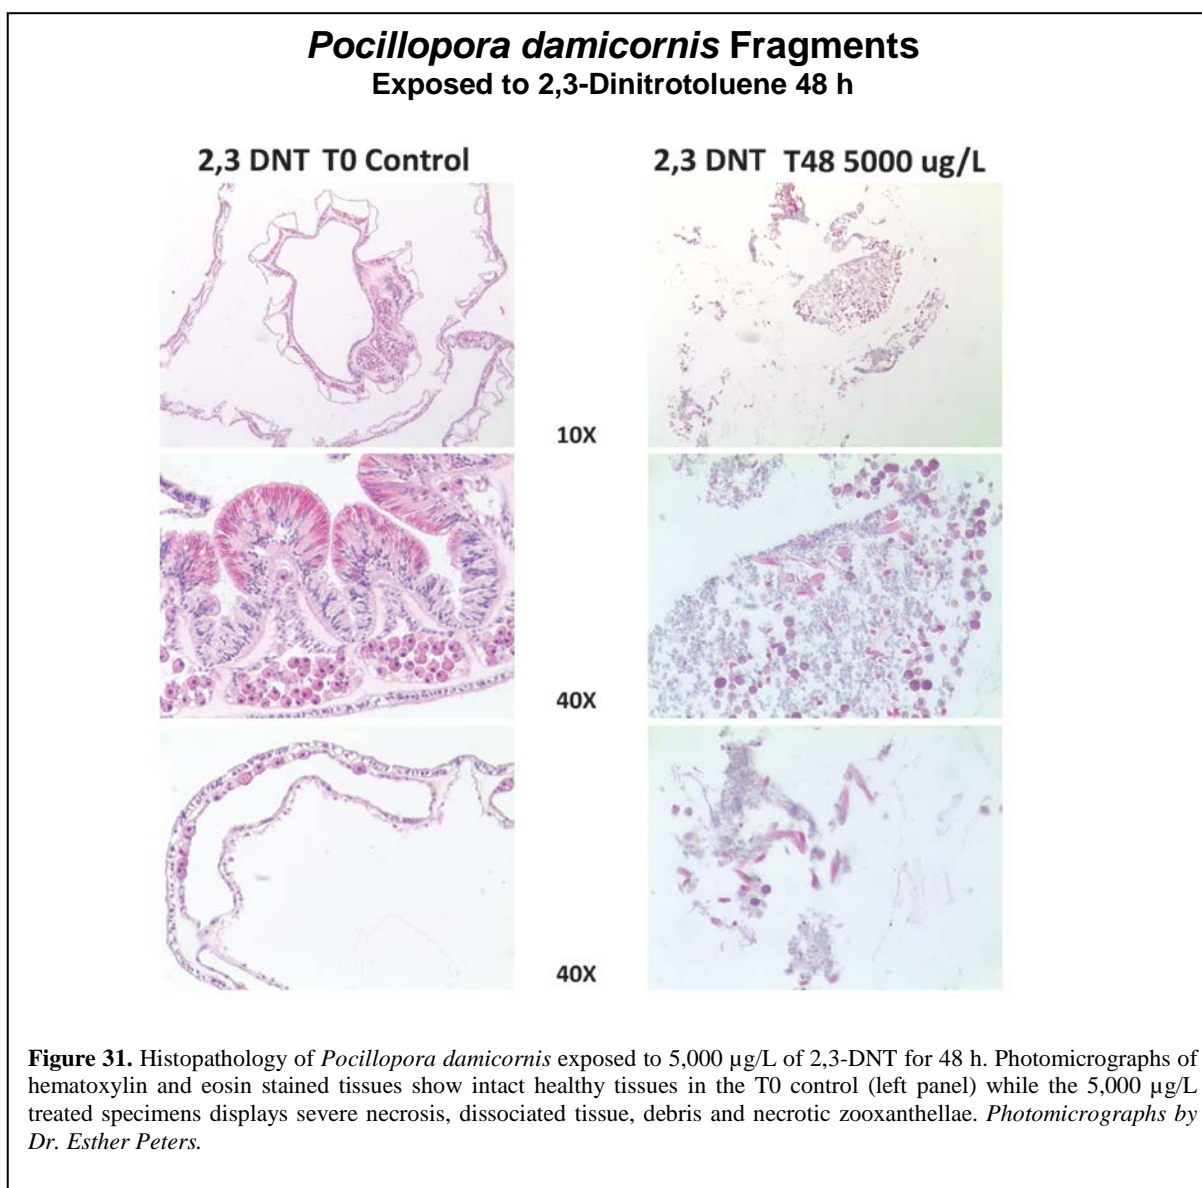 Pocillopora damicornis Fragments
Exposed to 2,3-Dinitrotoluene 48 h
2,3 DNT T0 Control
2,3 DNT T48 5000 ug/L
10X
40X
40X
Figure 31. Histopathology of Pocillopora damicornis exposed to 5,000 µg/L of 2,3-DNT for 48 h. Photomicrographs of
hematoxylin and eosin stained tissues show intact healthy tissues in the T0 control (left panel) while the 5,000 µg/L
treated specimens displays severe necrosis, dissociated tissue, debris and necrotic zooxanthellae. Photomicrographs by
Dr. Esther Peters.